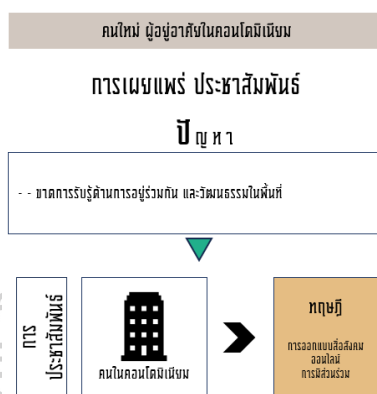 คนใหม่ ผู้อยู่อาศัยในคอนโดมิเนียม
การเผยแพร่ ประชาสัมพันธ์
ปัญหา
- - ขาดการรับรู้ด้านการอยู่ร่วมกัน และวัฒนธรรมในพื้นที่
การ
ประชาสัมพันธ์
คนในคอนโดมิเนียม
ทฤษฎี
การออกแบบสื่อสังคม
ออนไลน์
การมีส่วนร่วม